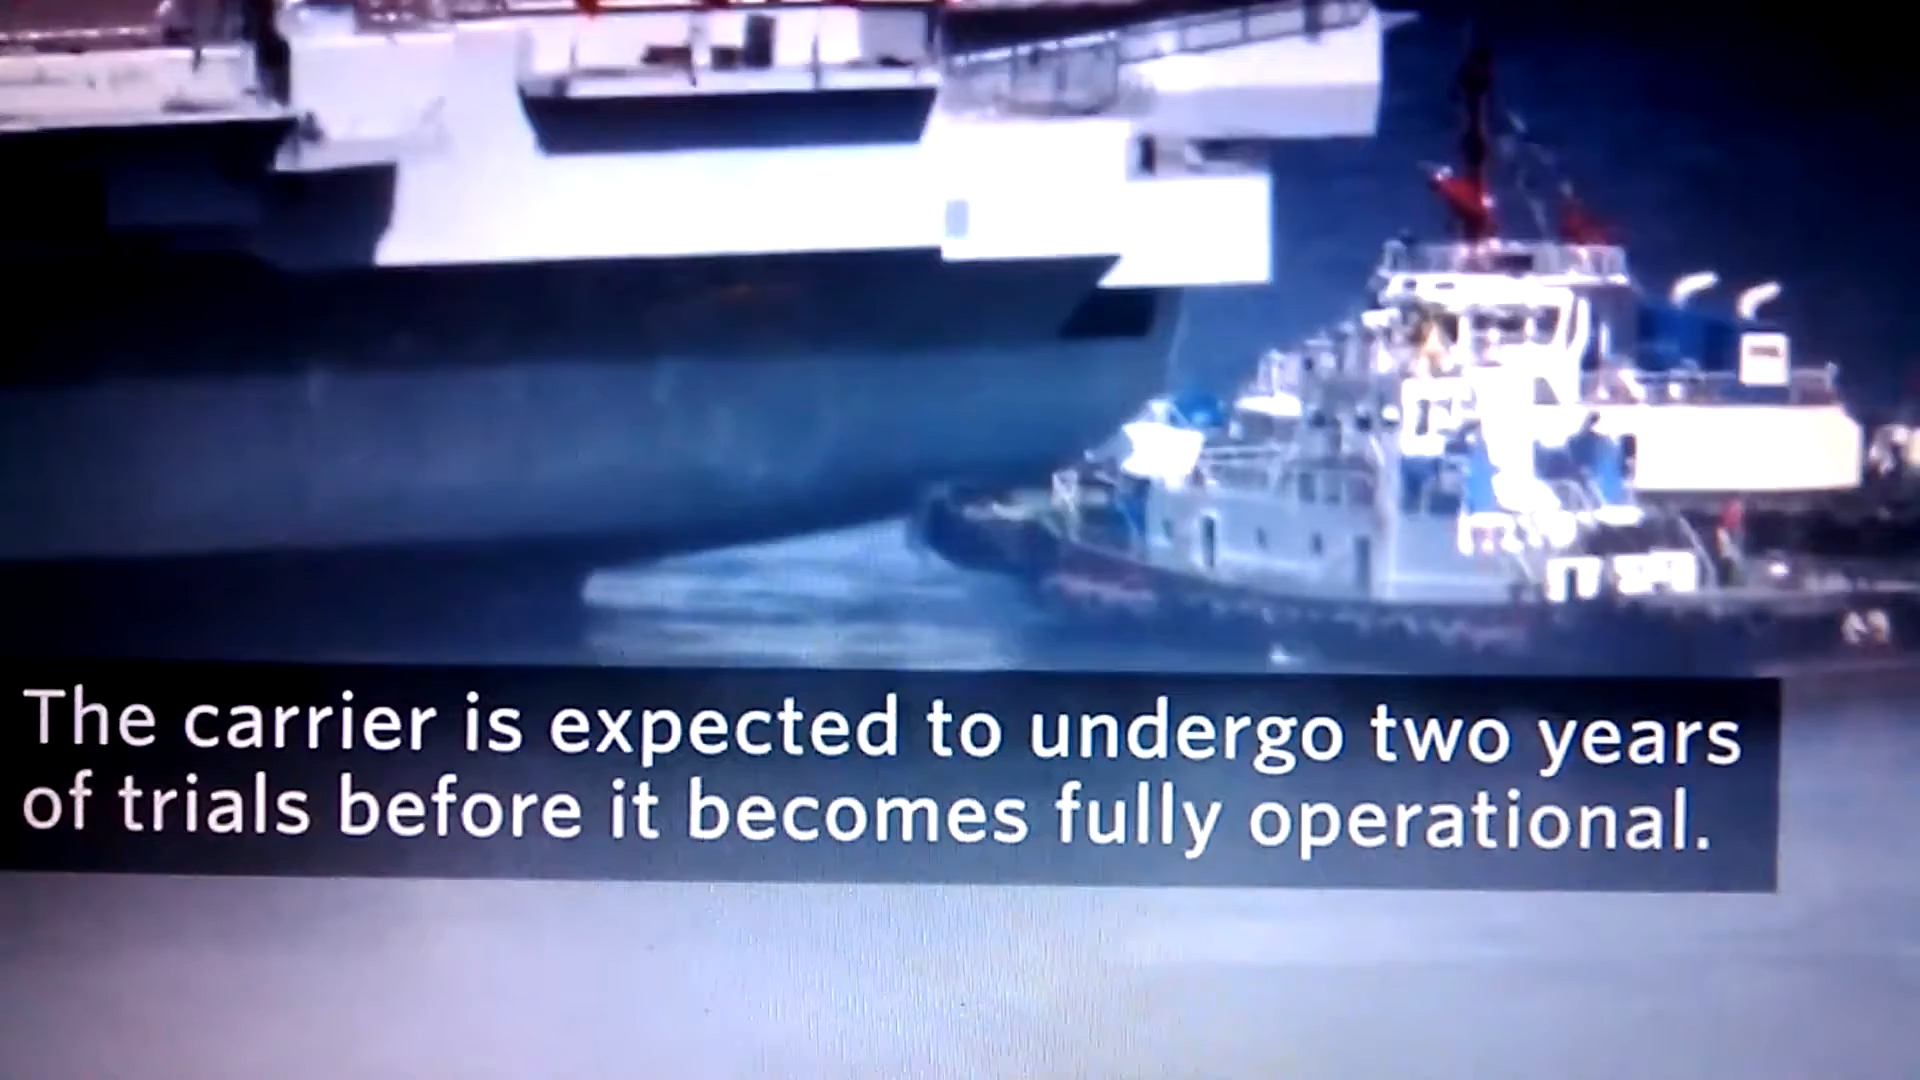 The carrier is expected to undergo two years
of trials before it becomes fully operational.